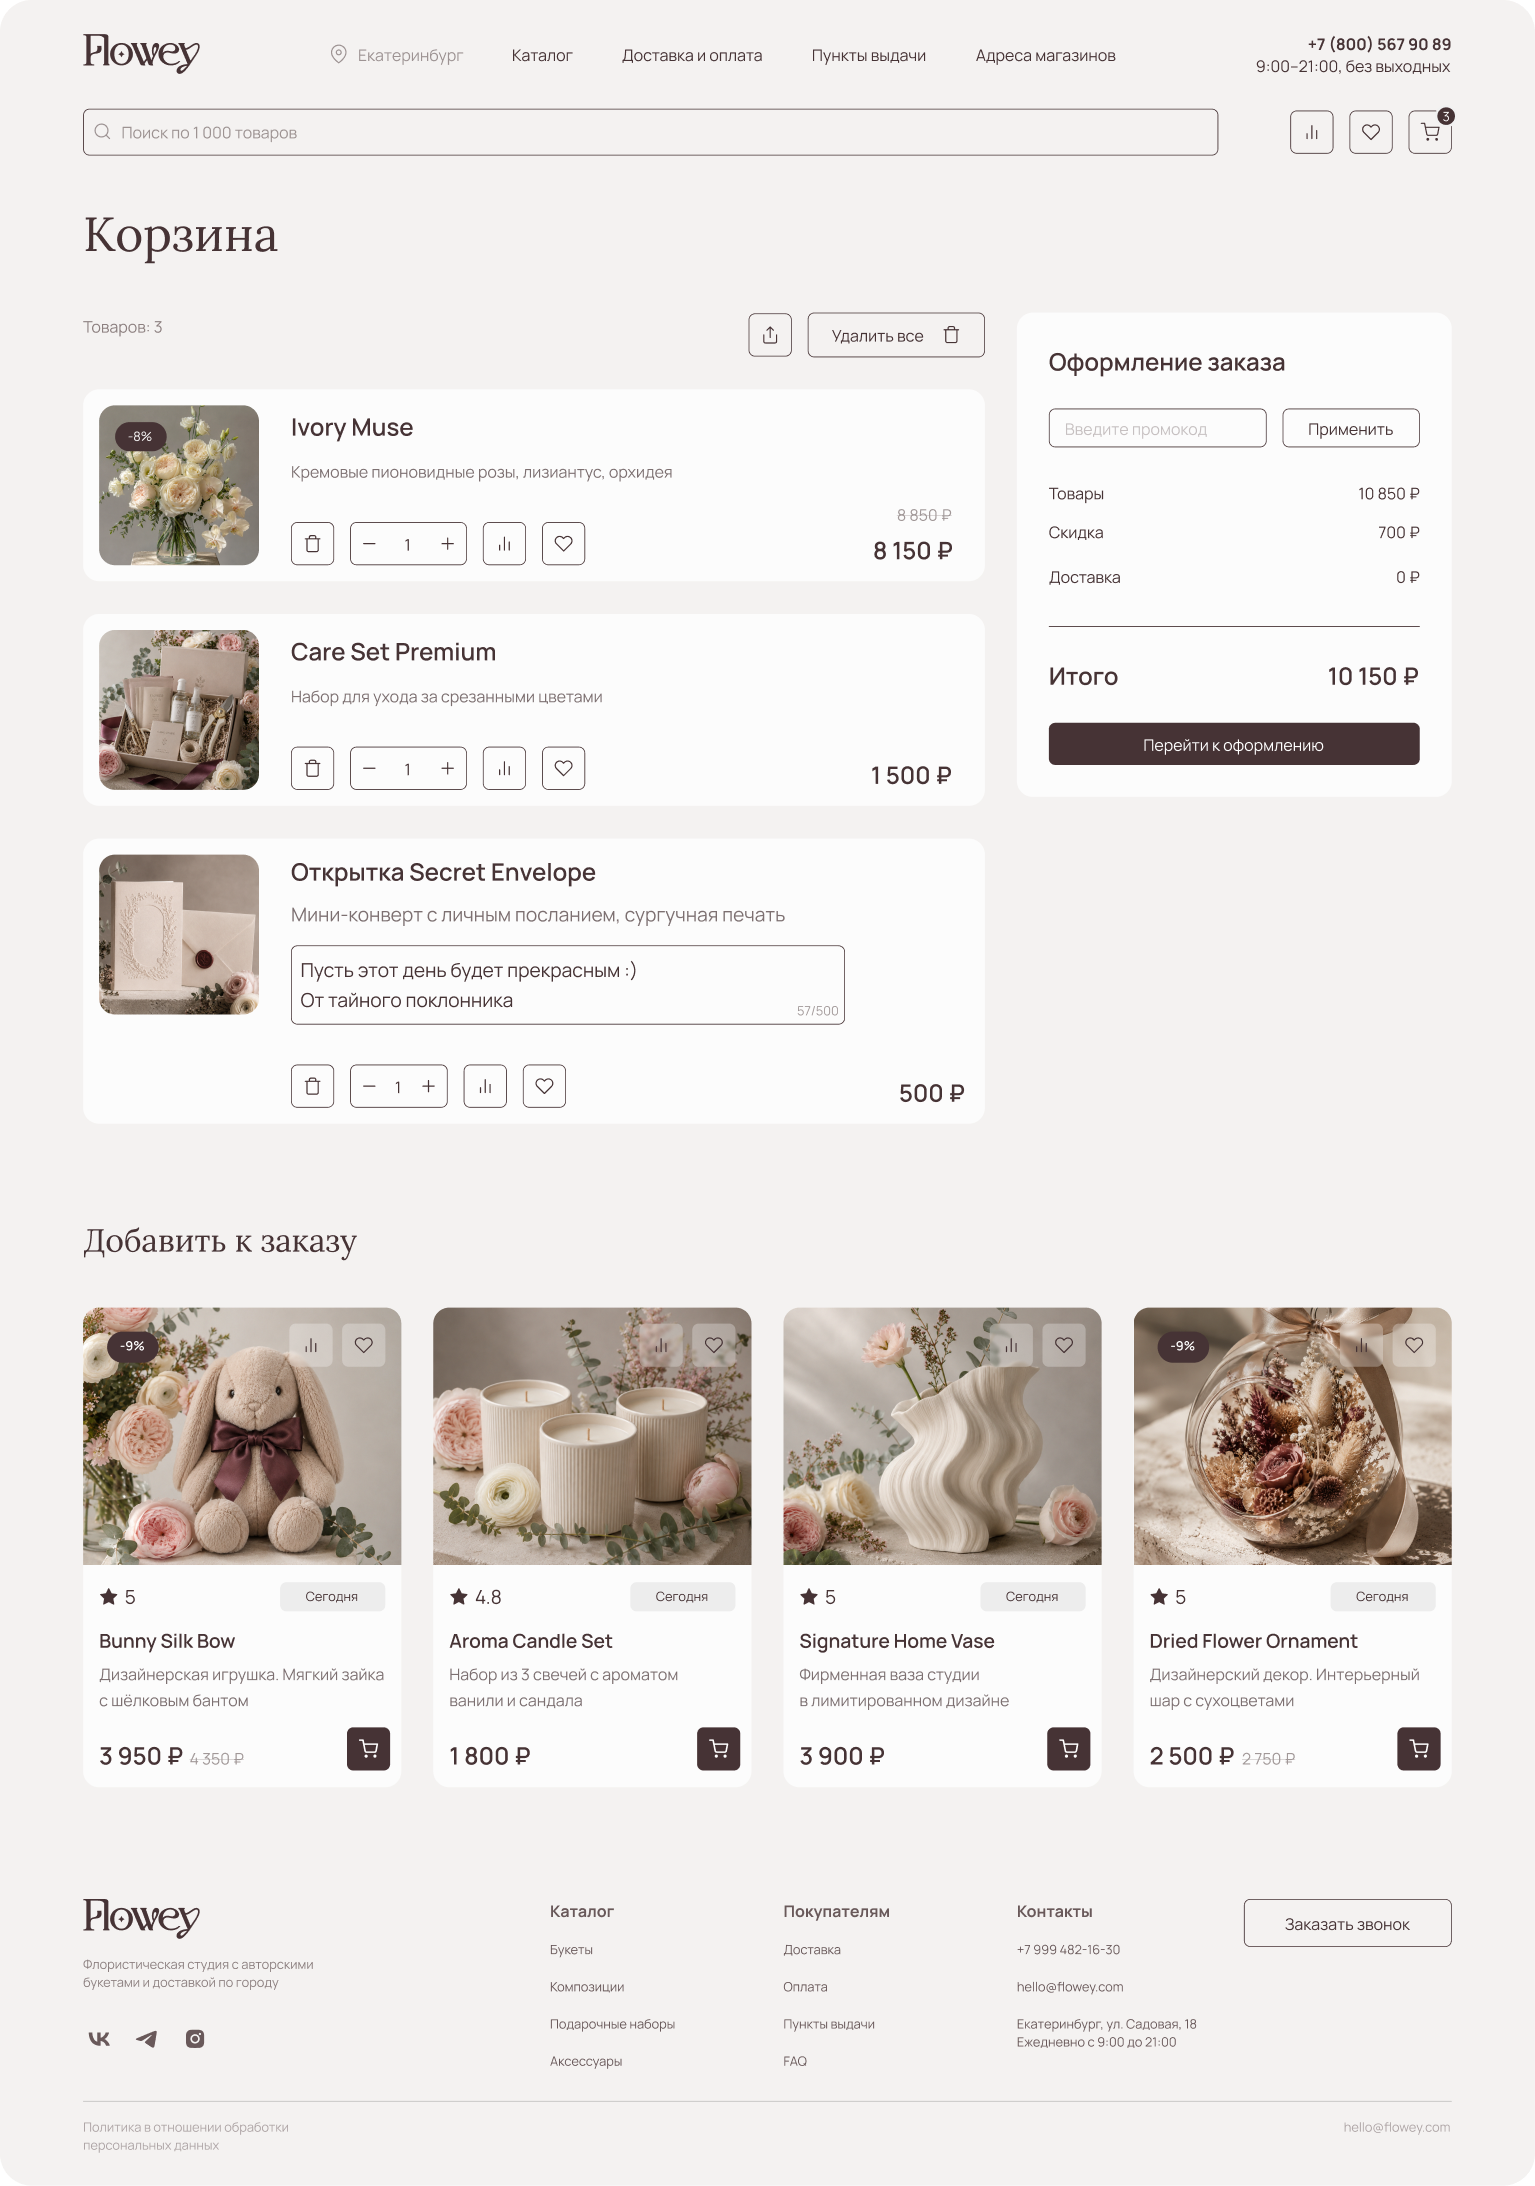 Flowey
Екатеринбург
Каталог
Доставка и оплата
Пункты выдачи
Адреса магазинов
+7 (800) 567 90 89
9:00–21:00, без выходных
Поиск по 1 000 товаров
3
Корзина
Товаров: 3
Удалить все
-8%
Ivory Muse
Кремовые пионовидные розы, лизиантус, орхидея
1
8 850 ₽
8 150 ₽
Care Set Premium
Набор для ухода за срезанными цветами
1
1 500 ₽
Открытка Secret Envelope
Мини-конверт с личным посланием, сургучная печать
Пусть этот день будет прекрасным :)
От тайного поклонника
57/500
1
500 ₽
Оформление заказа
Введите промокод
Применить
Товары 10 850 ₽
Скидка 700 ₽
Доставка 0 ₽
Итого 10 150 ₽
Перейти к оформлению
Добавить к заказу
-9%
5
Сегодня
Bunny Silk Bow
Дизайнерская игрушка. Мягкий зайка
с шёлковым бантом
3 950 ₽ 4 350 ₽
4.8
Сегодня
Aroma Candle Set
Набор из 3 свечей с ароматом
ванили и сандала
1 800 ₽
5
Сегодня
Signature Home Vase
Фирменная ваза студии
в лимитированном дизайне
3 900 ₽
-9%
5
Сегодня
Dried Flower Ornament
Дизайнерский декор. Интерьерный
шар с сухоцветами
2 500 ₽ 2 750 ₽
Flowey
Флористическая студия с авторскими
букетами и доставкой по городу
Каталог
Букеты
Композиции
Подарочные наборы
Аксессуары
Покупателям
Доставка
Оплата
Пункты выдачи
FAQ
Контакты
+7 999 482-16-30
hello@flowey.com
Екатеринбург, ул. Садовая, 18
Ежедневно с 9:00 до 21:00
Заказать звонок
Политика в отношении обработки
персональных данных
hello@flowey.com